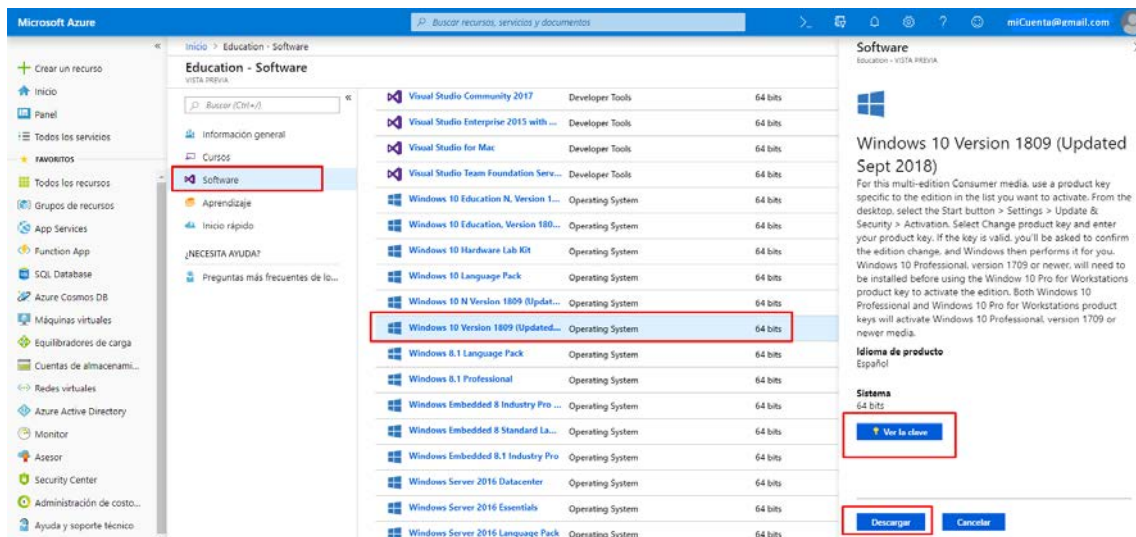 Microsoft Azure
Buscar recursos, servicios y documentos
miCuenta@gmail.com
Crear un recurso
Inicio
Panel
Todos los servicios
FAVORITOS
Todos los recursos
Grupos de recursos
App Services
Function App
SQL Database
Azure Cosmos DB
Máquinas virtuales
Equilibradores de carga
Cuentas de almacenami...
Redes virtuales
Azure Active Directory
Monitor
Asesor
Security Center
Administración de costo...
Ayuda y soporte técnico
Inicio > Education - Software
Education - Software
VISTA PREVIA
Buscar (Ctrl+/)
Información general
Cursos
Software
Aprendizaje
Inicio rápido
¿NECESITA AYUDA?
Preguntas más frecuentes de lo...
Visual Studio Community 2017 Developer Tools 64 bits
Visual Studio Enterprise 2015 with ... Developer Tools 64 bits
Visual Studio for Mac Developer Tools 64 bits
Visual Studio Team Foundation Serv... Developer Tools 64 bits
Windows 10 Education N, Version 1... Operating System 64 bits
Windows 10 Education, Version 180... Operating System 64 bits
Windows 10 Hardware Lab Kit Operating System 64 bits
Windows 10 Language Pack Operating System 64 bits
Windows 10 N Version 1809 (Updat... Operating System 64 bits
Windows 10 Version 1809 (Updated... Operating System 64 bits
Windows 8.1 Language Pack Operating System 64 bits
Windows 8.1 Professional Operating System 64 bits
Windows Embedded 8 Industry Pro ... Operating System 64 bits
Windows Embedded 8 Standard La... Operating System 64 bits
Windows Embedded 8.1 Industry Pro Operating System 64 bits
Windows Server 2016 Datacenter Operating System 64 bits
Windows Server 2016 Essentials Operating System 64 bits
Windows Server 2016 Language Pack Operating System 64 bits
Software
Education - VISTA PREVIA
Windows 10 Version 1809 (Updated
Sept 2018)
For this multi-edition Consumer media, use a product key
specific to the edition in the list you want to activate. From the
desktop, select the Start button > Settings > Update &
Security > Activation. Select Change product key and enter
your product key. If the key is valid, you'll be asked to confirm
the edition change, and Windows then performs it for you.
Windows 10 Professional, version 1709 or newer, will need to
be installed before using the Window 10 Pro for Workstations
product key to activate the edition. Both Windows 10
Professional and Windows 10 Pro for Workstations product
keys will activate Windows 10 Professional, version 1709 or
newer media.
Idioma de producto
Español
Sistema
64 bits
Ver la clave
Descargar
Cancelar